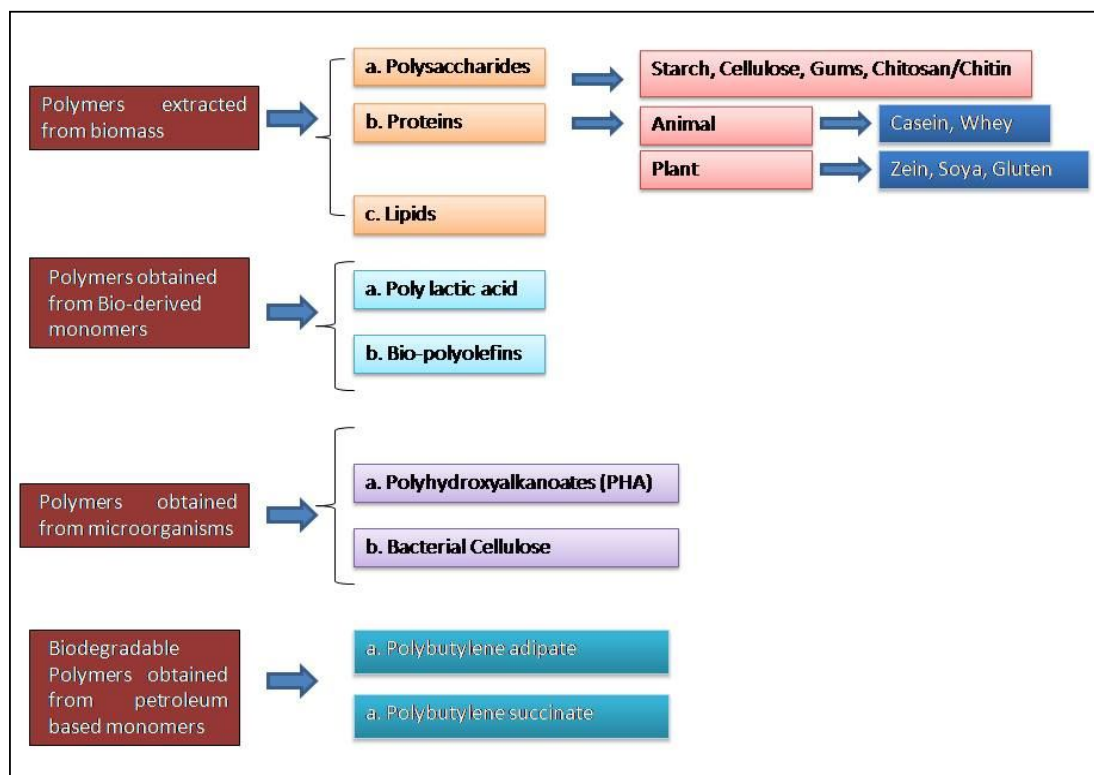 a. Polysaccharides
Starch, Cellulose, Gums, Chitosan/Chitin
Polymers extracted
from biomass
b. Proteins
Animal
Casein, Whey
Plant
Zein, Soya, Gluten
c. Lipids
Polymers obtained
from Bio-derived
monomers
a. Poly lactic acid
b. Bio-polyolefins
Polymers obtained
from microorganisms
a. Polyhydroxyalkanoates (PHA)
b. Bacterial Cellulose
Biodegradable
Polymers obtained
from petroleum
based monomers
a. Polybutylene adipate
a. Polybutylene succinate